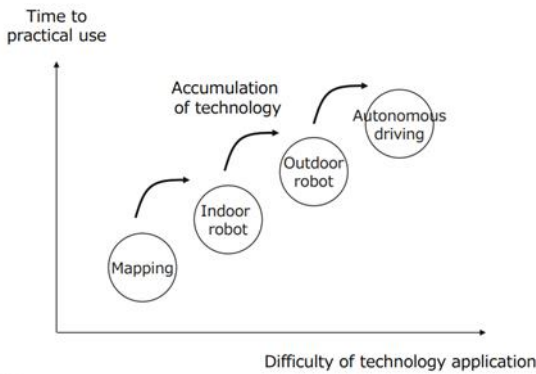 Time to
practical use
Accumulation
of technology
Autonomous
driving
Outdoor
robot
Indoor
robot
Mapping
Difficulty of technology application